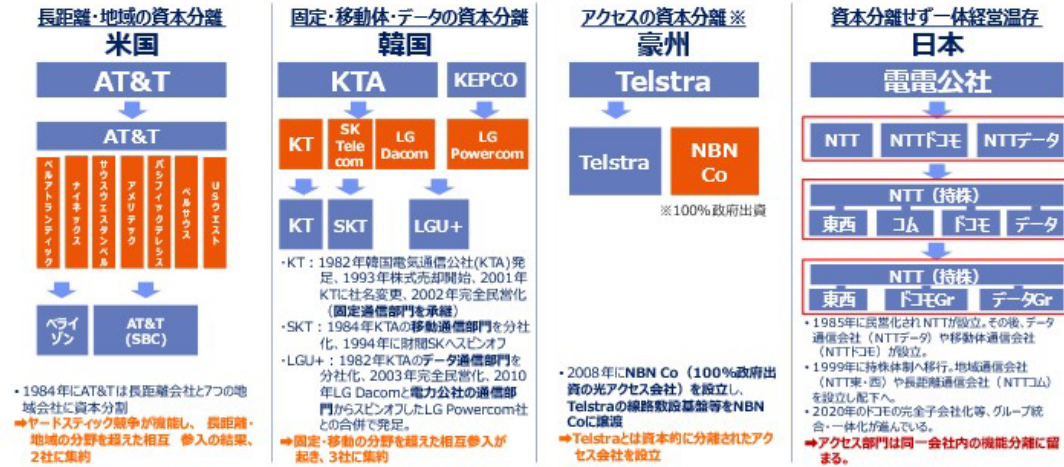 長距離・地域の資本分離
米国
AT&T
AT&T
ベルアトランティック
ナイネックス
サウスウェスタンベル
アメリテック
パシフィックテレシス
ベルサウス
USウエスト
ベライ
ゾン
AT&T
(SBC)
・1984年にAT&Tは長距離会社と7つの地
域会社に資本分割
➡ヤードスティック競争が機能し、 長距離・
地域の分野を超えた相互 参入の結果、
2社に集約
固定・移動体・データの資本分離
韓国
KTA
KEPCO
KT
SK
Tele
com
LG
Dacom
LG
Powercom
KT
SKT
LGU+
・KT：1982年韓国電気通信公社(KTA)発
足、1993年株式売却開始、2001年
KTに社名変更、2002年完全民営化
（固定通信部門を承継）
・SKT：1984年KTAの移動通信部門を分社
化、1994年に財閥SKへスピンオフ
・LGU+：1982年KTAのデータ通信部門を
分社化、2003年完全民営化、2010
年LG Dacomと電力公社の通信部
門からスピンオフしたLG Powercom社
との合併で発足。
➡固定・移動の分野を超えた相互参入が
起き、3社に集約
アクセスの資本分離※
豪州
Telstra
Telstra
NBN
Co
※100%政府出資
・2008年にNBN Co（100%政府出
資の光アクセス会社）を設立し、
Telstraの線路敷設基盤等をNBN
Coに譲渡
➡Telstraとは資本的に分離されたアク
セス会社を設立
資本分離せず一体経営温存
日本
電電公社
NTT
NTTドコモ
NTTデータ
NTT（持株）
東西
コム
ドコモ
データ
NTT（持株）
東西
ドコモGr
データGr
・1985年に民営化されNTTが設立。その後、データ
通信会社（NTTデータ）や移動体通信会社
（NTTドコモ）が設立。
・1999年に持株体制へ移行。地域通信会社
（NTT東・西）や長距離通信会社（NTTコム）
を設立し配下へ。
・2020年のドコモの完全子会社化等、グループ統
合・一体化が進んでいる。
➡アクセス部門は同一会社内の機能分離に留
まる。